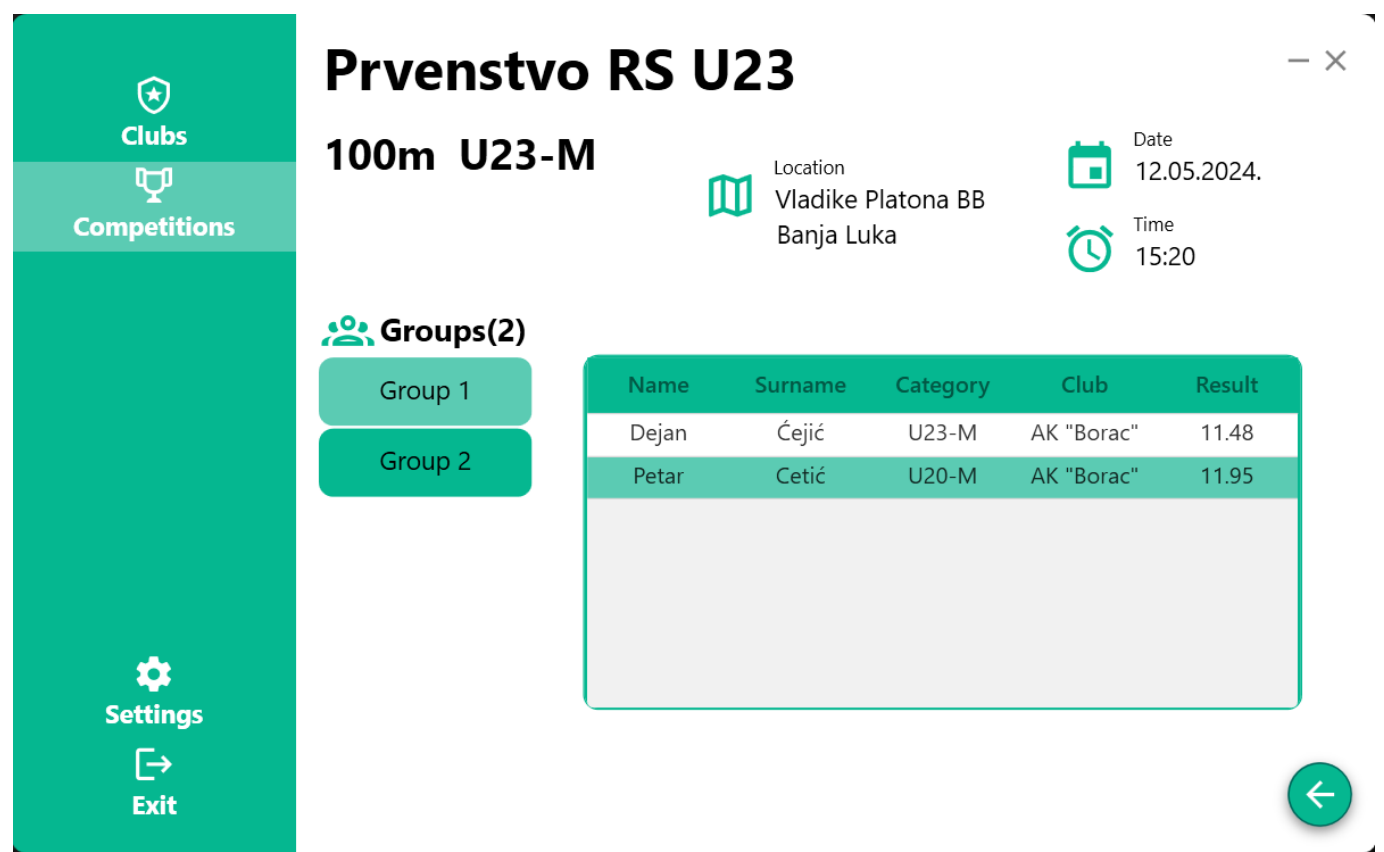 Clubs
Competitions
Settings
Exit
Prvenstvo RS U23
100m U23-M
Location
Vladike Platona BB
Banja Luka
Date
12.05.2024.
Time
15:20
Groups(2)
Group 1
Group 2
Name Surname Category Club Result
Dejan Ćejić U23-M AK "Borac" 11.48
Petar Cetić U20-M AK "Borac" 11.95